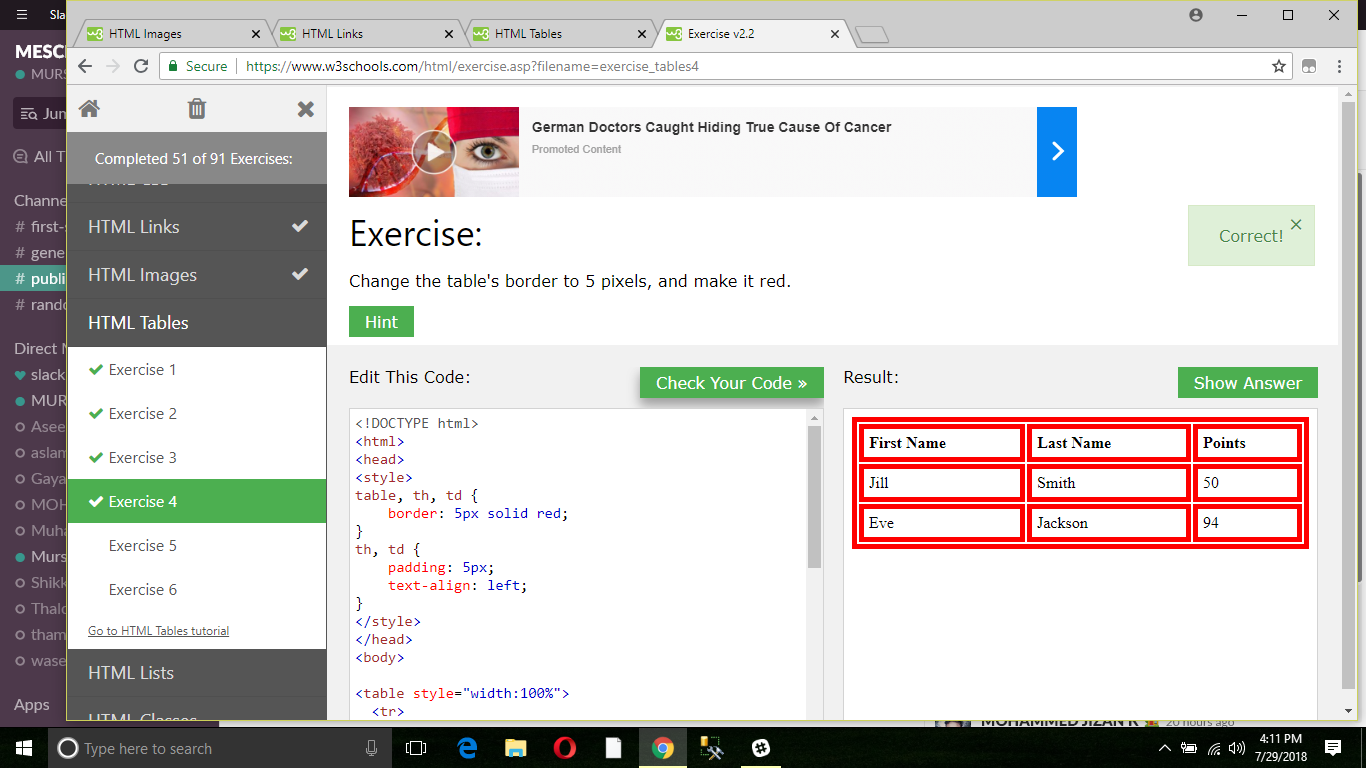 Sla
HTML Images
HTML Links
HTML Tables
Exercise v2.2
Secure
https://www.w3schools.com/html/exercise.asp?filename=exercise_tables4
MESC
MURS
Jum
All T
Channe
# first-s
# gene
# publi
# rando
Direct M
slack
MUR
Asee
aslam
Gaya
MOH
Muha
Murs
Shikk
Thalo
tham
wase
Apps
Completed 51 of 91 Exercises:
HTML Links
HTML Images
HTML Tables
Exercise 1
Exercise 2
Exercise 3
Exercise 4
Exercise 5
Exercise 6
Go to HTML Tables tutorial
HTML Lists
HTML Classes
German Doctors Caught Hiding True Cause Of Cancer
Promoted Content
Exercise:
Correct!
Change the table's border to 5 pixels, and make it red.
Hint
Edit This Code:
Check Your Code »
Result:
Show Answer
<!DOCTYPE html>
<html>
<head>
<style>
table, th, td {
    border: 5px solid red;
}
th, td {
    padding: 5px;
    text-align: left;
}
</style>
</head>
<body>
<table style="width:100%">
  <tr>
First Name Last Name Points
Jill Smith 50
Eve Jackson 94
MOHAMMED JIZAN K 20 hours ago
Type here to search
4:11 PM
7/29/2018